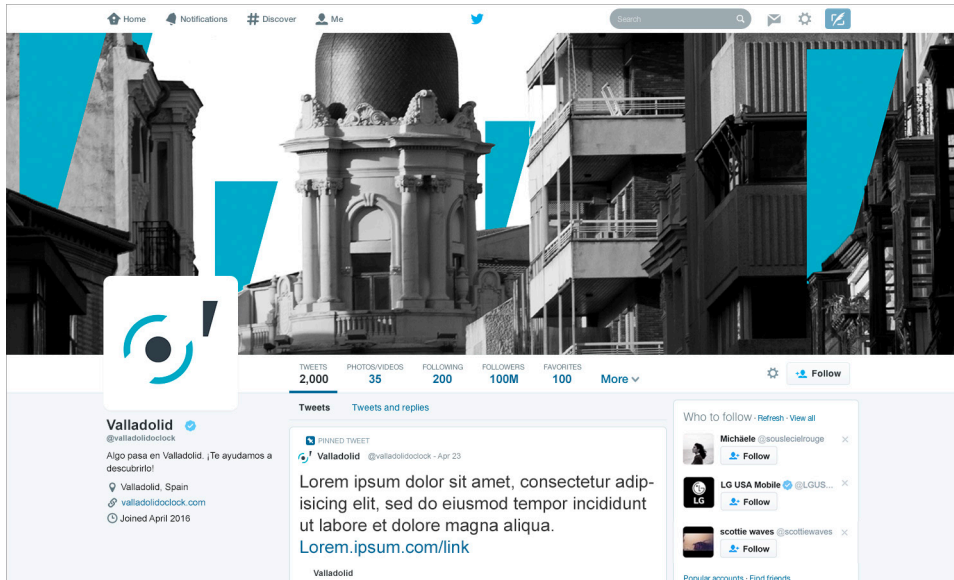 Home Notifications Discover Me Search
TWEETS PHOTOS/VIDEOS FOLLOWING FOLLOWERS FAVORITES
2,000 35 200 100M 100 More Follow
Valladolid
@valladolidoclock
Algo pasa en Valladolid. ¡Te ayudamos a
descubrirlo!
Valladolid, Spain
valladolidoclock.com
Joined April 2016
Tweets Tweets and replies
PINNED TWEET
Valladolid @valladolidoclock - Apr 23
Lorem ipsum dolor sit amet, consectetur adip-
isicing elit, sed do eiusmod tempor incididunt
ut labore et dolore magna aliqua.
Lorem.ipsum.com/link
Valladolid
Who to follow · Refresh · View all
Michäele @souslecielrouge
Follow
LG
LG USA Mobile @LGUS...
Follow
scottie waves @scottiewaves
Follow
Popular accounts · Find friends